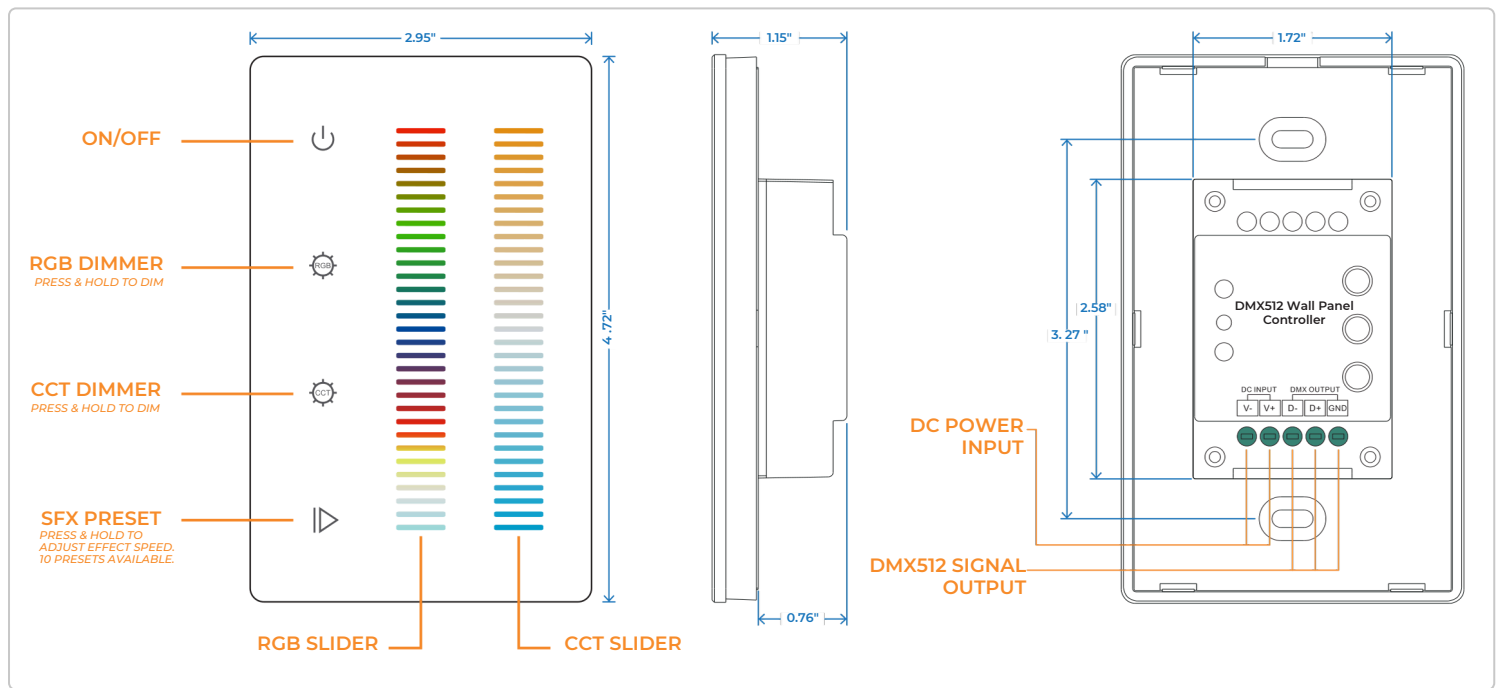 2.95"
ON/OFF
RGB DIMMER
PRESS & HOLD TO DIM
CCT DIMMER
PRESS & HOLD TO DIM
SFX PRESET
PRESS & HOLD TO
ADJUST EFFECT SPEED.
10 PRESETS AVAILABLE.
RGB
CCT
4 .72"
RGB SLIDER
CCT SLIDER
1.15"
0.76"
1.72"
3. 27 "
2.58"
DMX512 Wall Panel
Controller
DC INPUT
DMX OUTPUT
V- V+ D- D+ GND
DC POWER
INPUT
DMX512 SIGNAL
OUTPUT